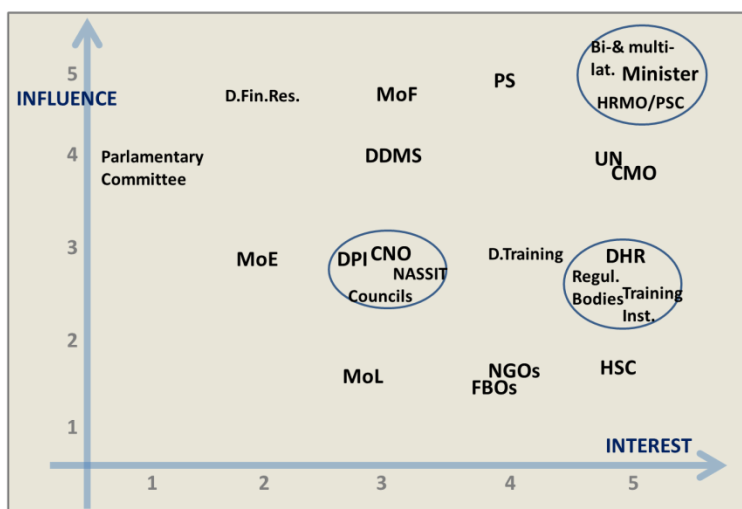 Bi-& multi-
lat. Minister
HRMO/PSC
5
INFLUENCE
D.Fin.Res.
MoF
PS
4
Parlamentary
Committee
DDMS
UN
CMO
3
MoE
DPI CNO
NASSIT
Councils
D.Training
DHR
Regul.
Bodies
Training
Inst.
2
MoL
NGOs
FBOs
HSC
1
INTEREST
1 2 3 4 5